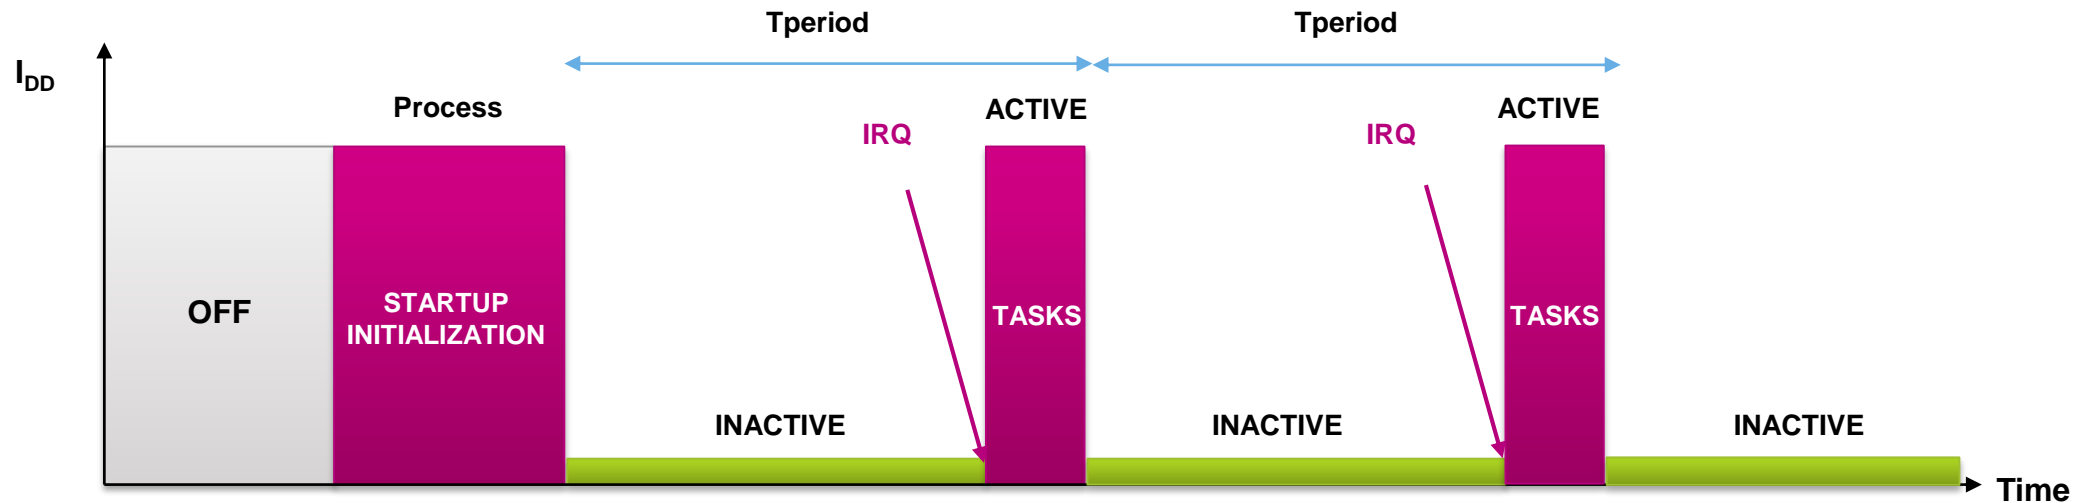 Tperiod
Tperiod
IDD
Process
ACTIVE
ACTIVE
IRQ
IRQ
OFF
STARTUP
INITIALIZATION
TASKS
TASKS
INACTIVE
INACTIVE
INACTIVE
Time